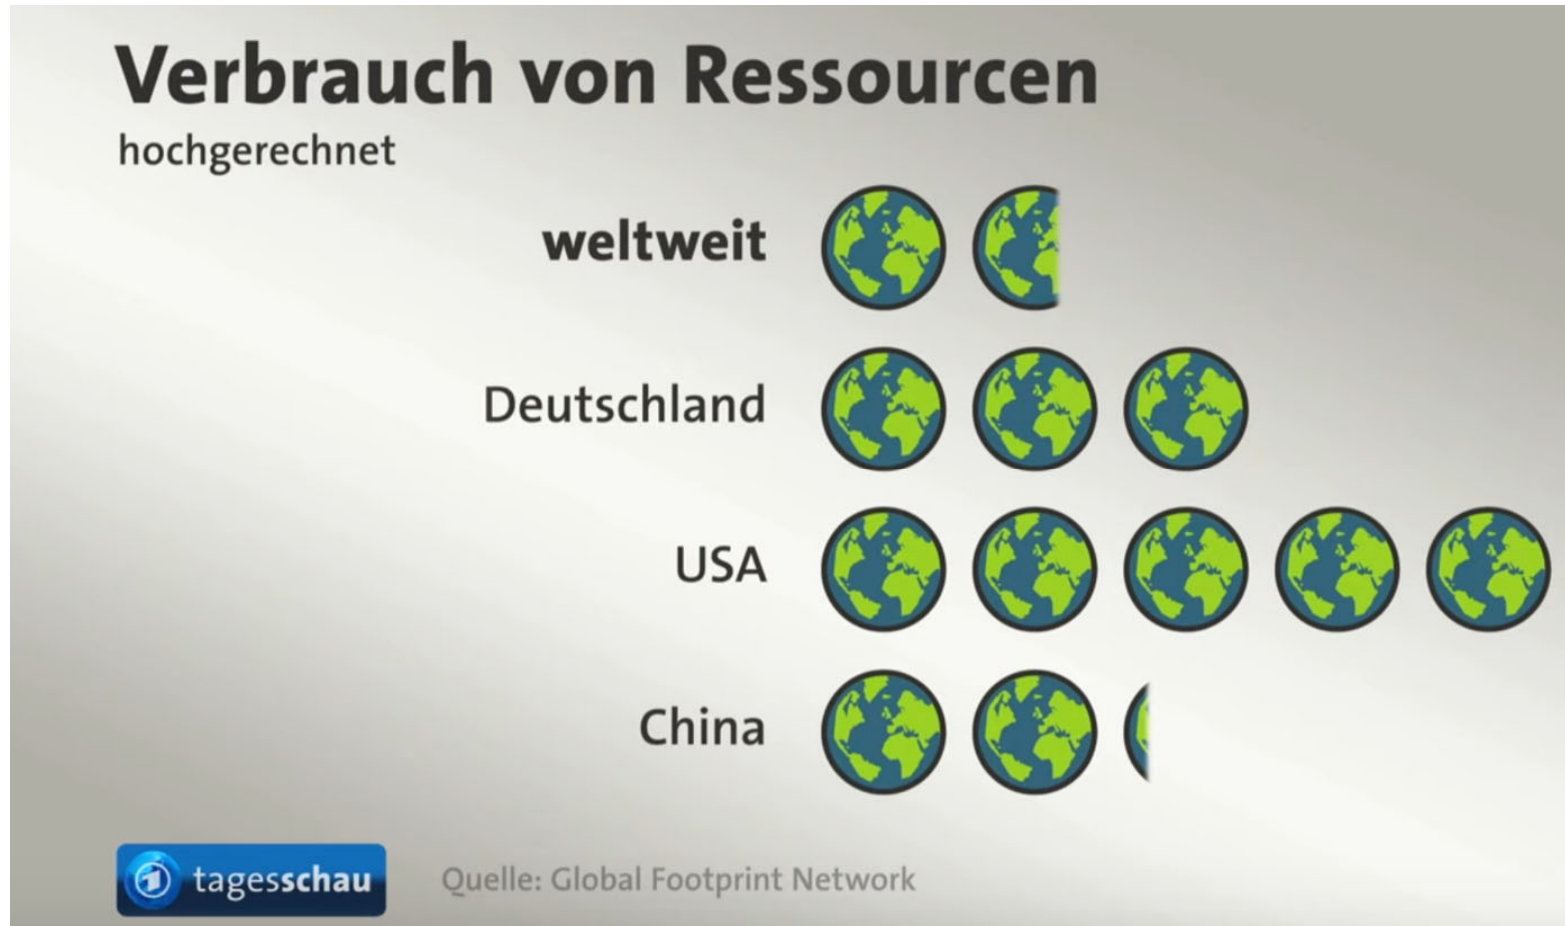 Verbrauch von Ressourcen
hochgerechnet
weltweit
Deutschland
USA
China
tagesschau
Quelle: Global Footprint Network